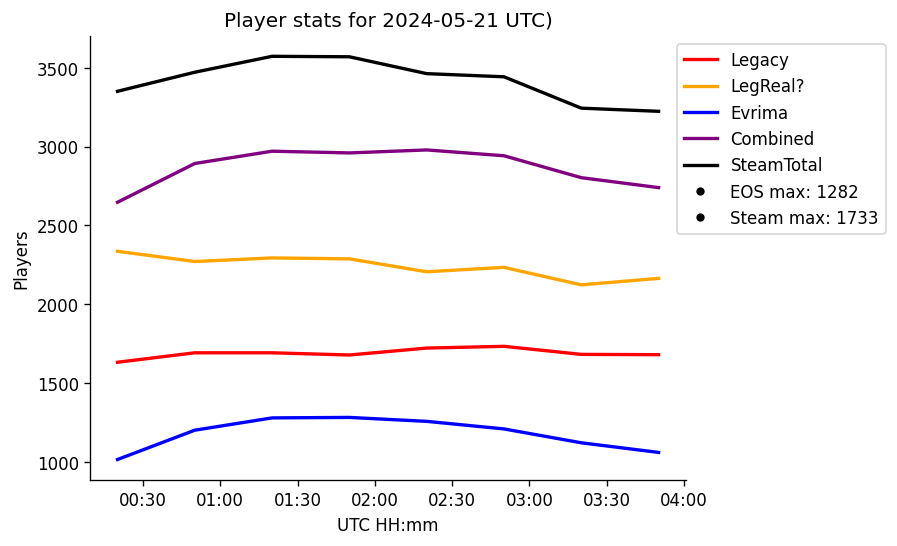 Player stats for 2024-05-21 UTC)
3500
3000
2500
2000
1500
1000
Players
00:30 01:00 01:30 02:00 02:30 03:00 03:30 04:00
UTC HH:mm
Legacy
LegReal?
Evrima
Combined
SteamTotal
EOS max: 1282
Steam max: 1733